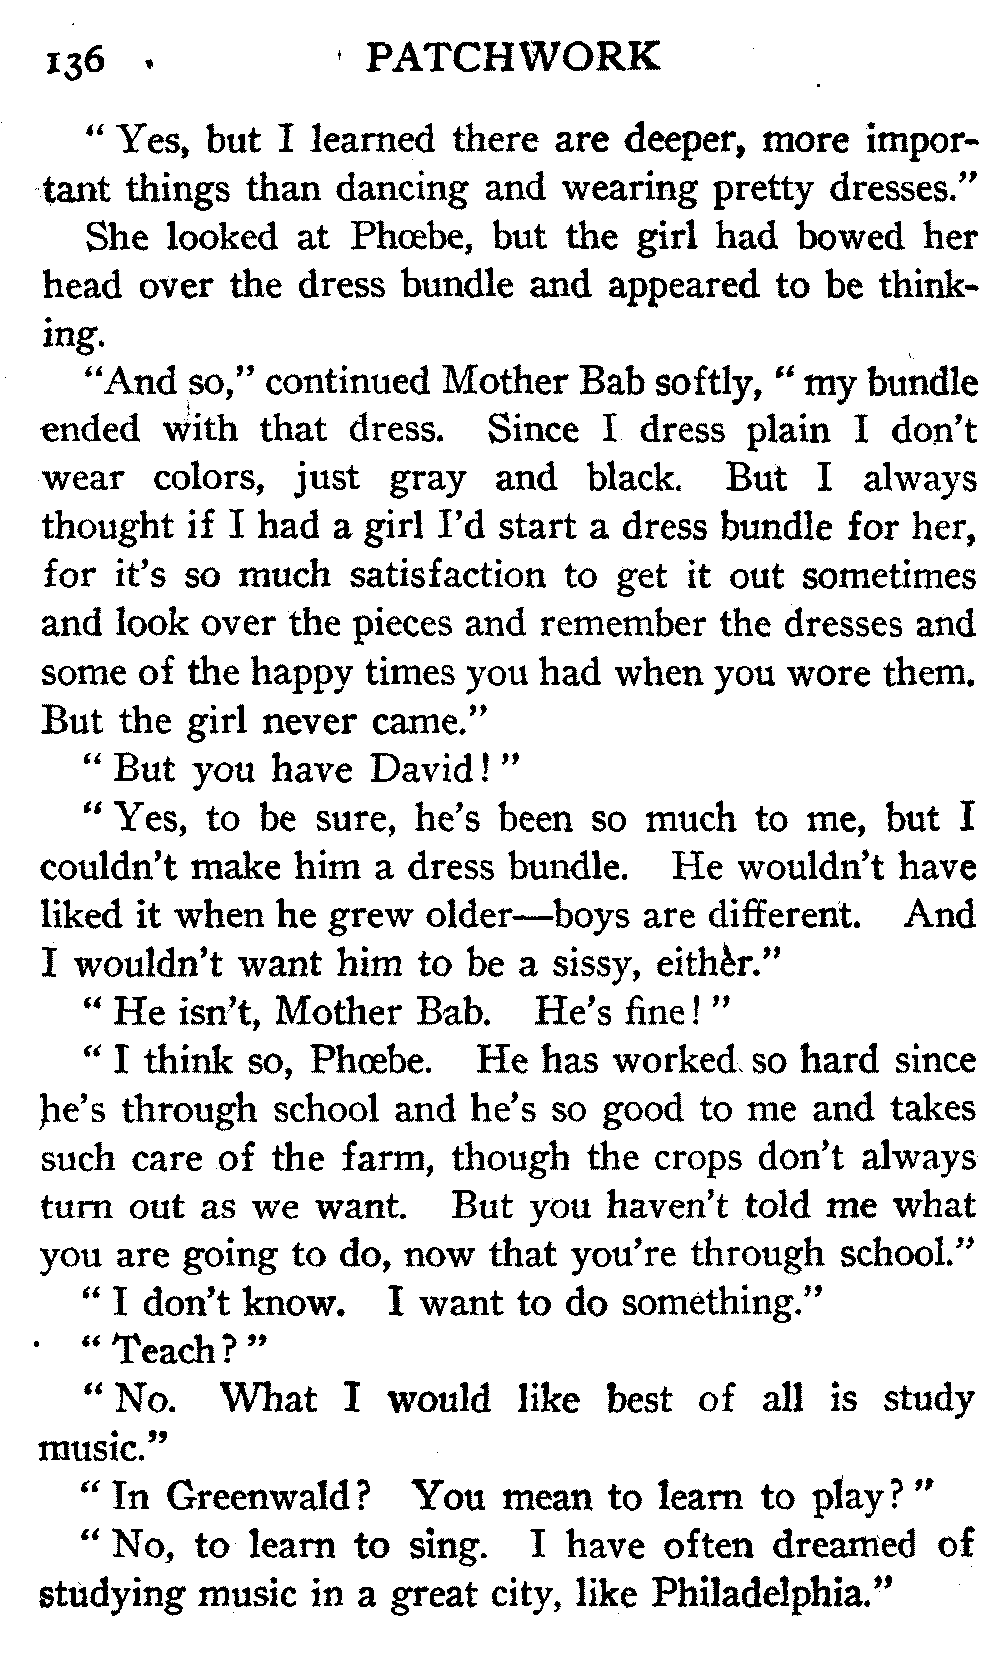 136 PATCHWORK
" Yes, but I learned there are deeper, more impor-
tant things than dancing and wearing pretty dresses."
She looked at Phœbe, but the girl had bowed her
head over the dress bundle and appeared to be think-
ing.
"And so," continued Mother Bab softly, " my bundle
ended with that dress. Since I dress plain I don't
wear colors, just gray and black. But I always
thought if I had a girl I'd start a dress bundle for her,
for it's so much satisfaction to get it out sometimes
and look over the pieces and remember the dresses and
some of the happy times you had when you wore them.
But the girl never came."
" But you have David! "
" Yes, to be sure, he's been so much to me, but I
couldn't make him a dress bundle. He wouldn't have
liked it when he grew older—boys are different. And
I wouldn't want him to be a sissy, either."
" He isn't, Mother Bab. He's fine! "
" I think so, Phœbe. He has worked so hard since
he's through school and he's so good to me and takes
such care of the farm, though the crops don't always
turn out as we want. But you haven't told me what
you are going to do, now that you're through school."
" I don't know. I want to do something."
" Teach? "
" No. What I would like best of all is study
music."
" In Greenwald? You mean to learn to play? "
" No, to learn to sing. I have often dreamed of
studying music in a great city, like Philadelphia."